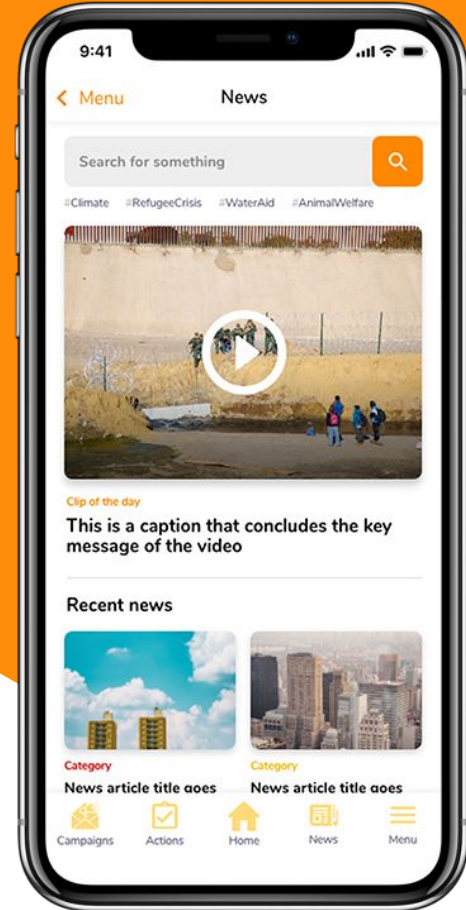 9:41
Menu
News
Search for something
#Climate #RefugeeCrisis #WaterAid #AnimalWelfare
Clip of the day
This is a caption that concludes the key
message of the video
Recent news
Category
Category
News article title goes
News article title goes
Campaigns
Actions
Home
News
Menu